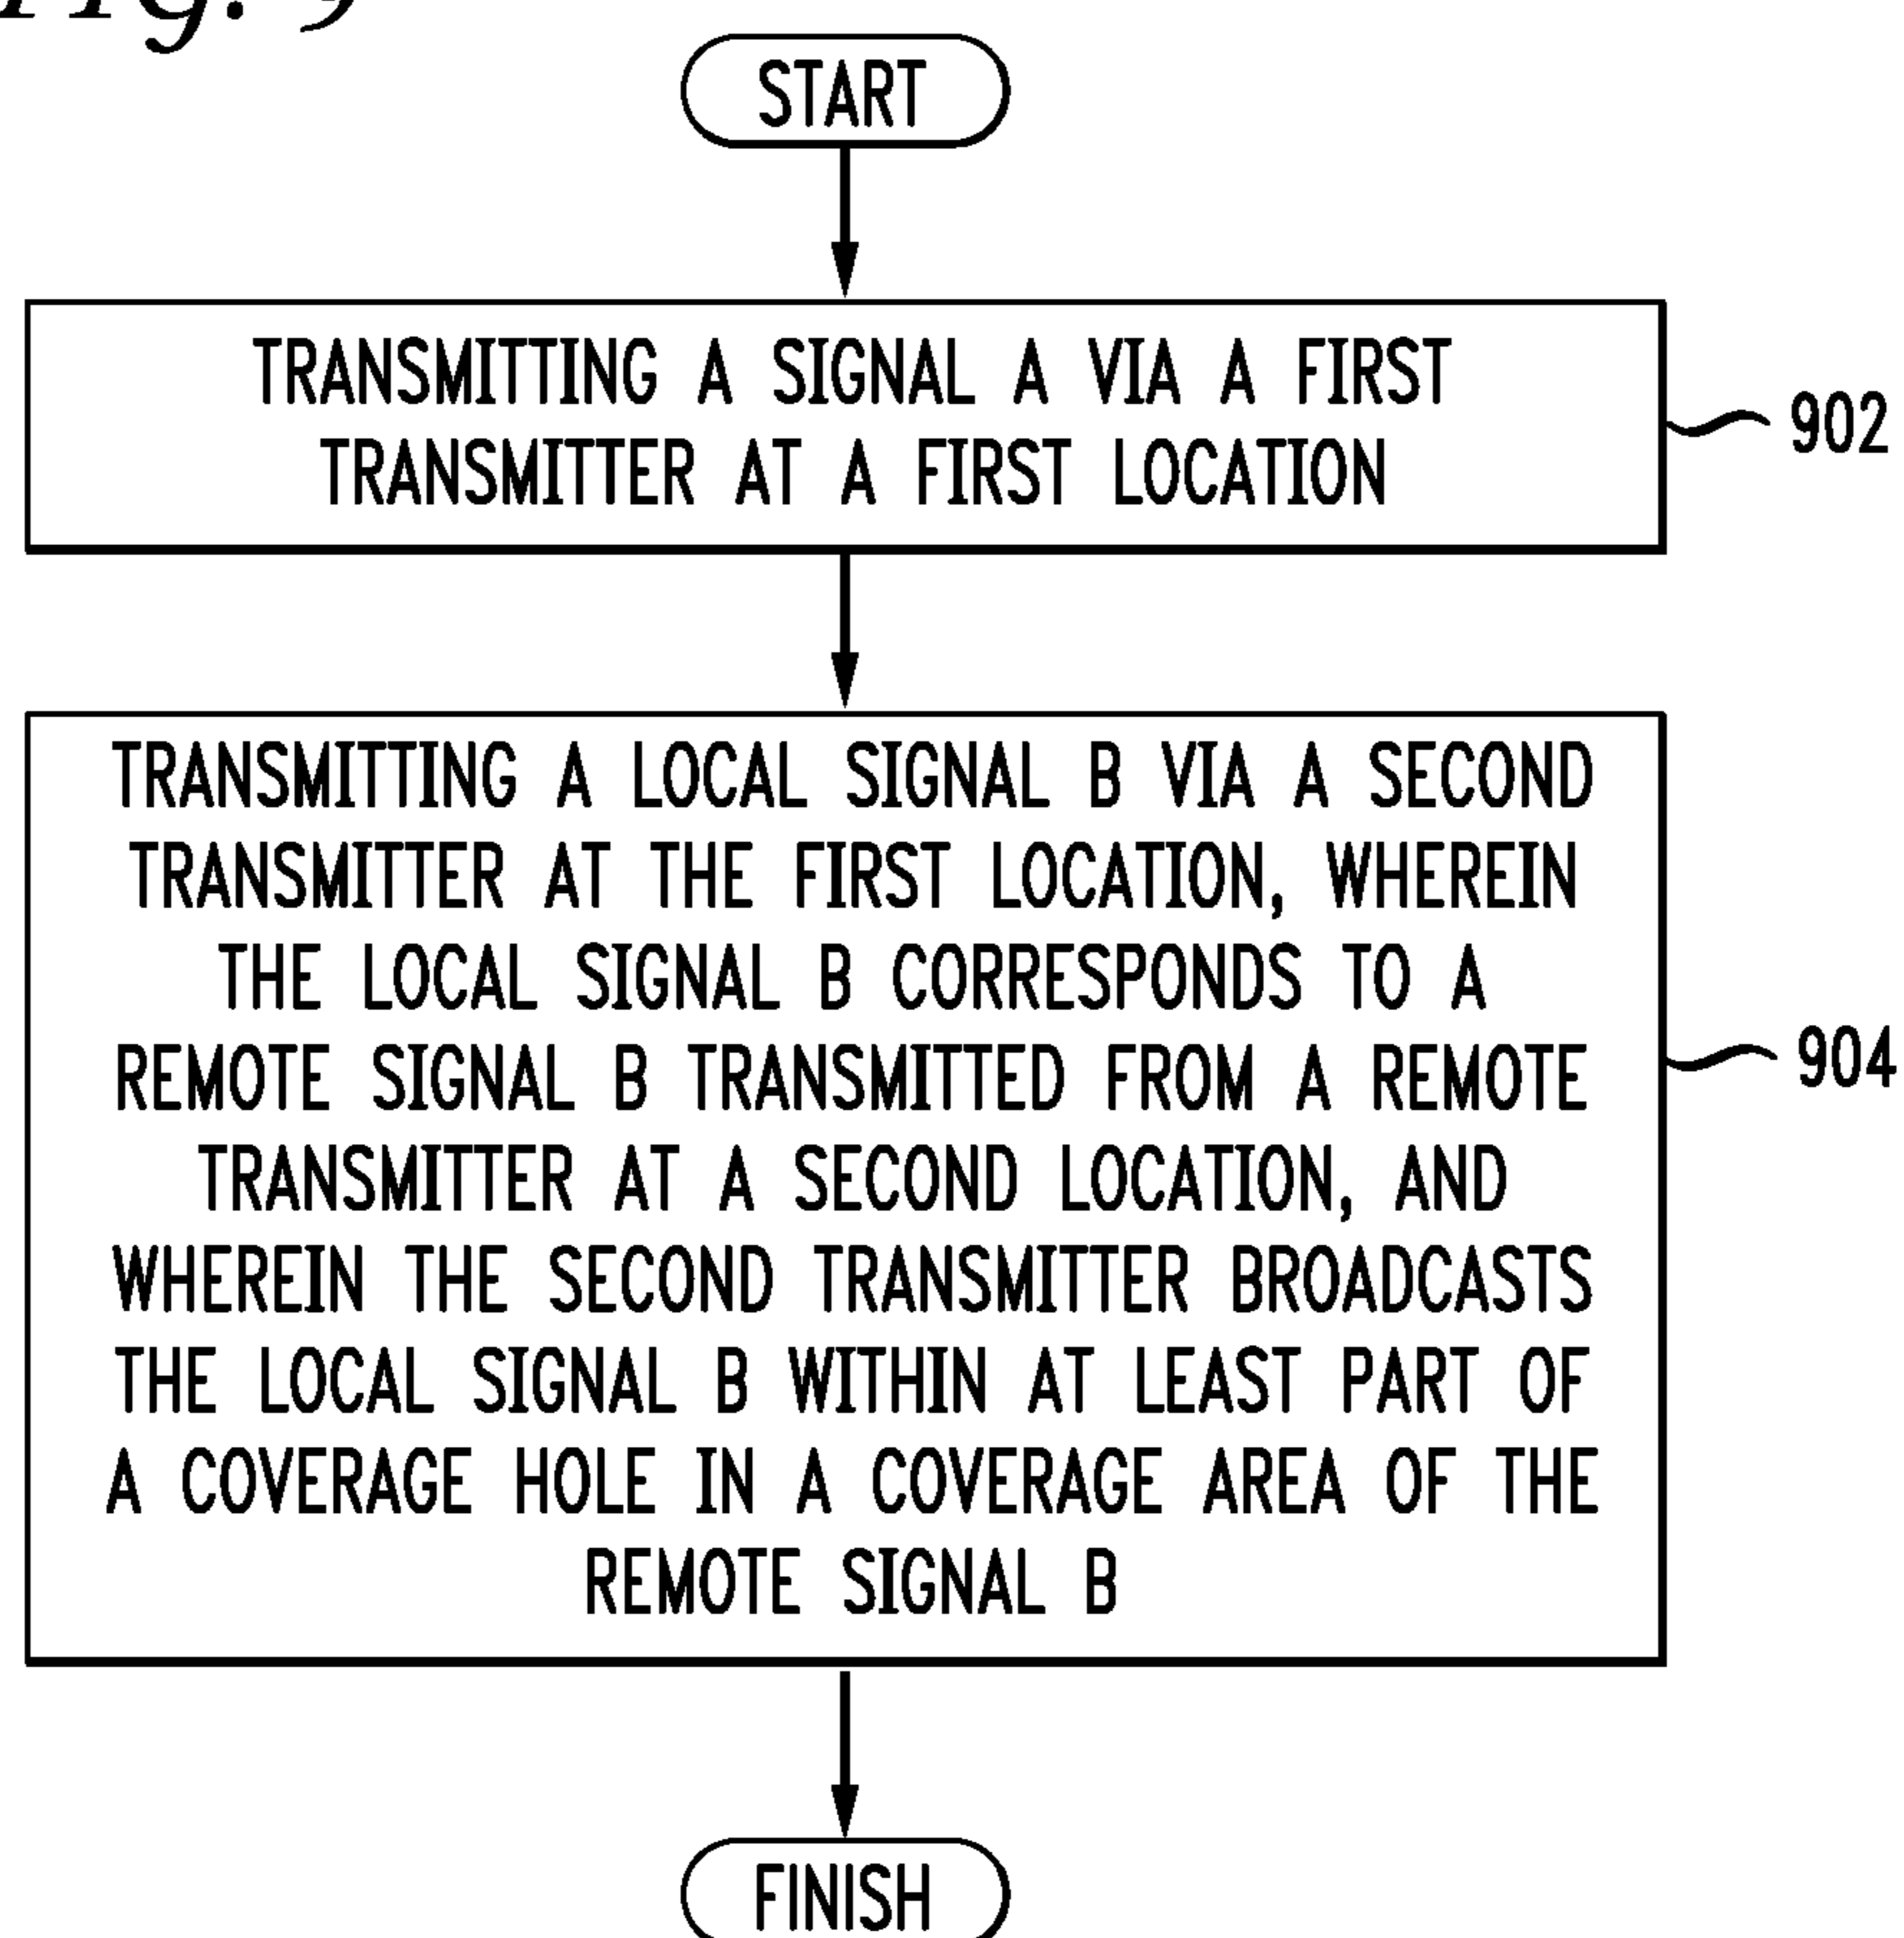 Fig. 9
START
TRANSMITTING A SIGNAL A VIA A FIRST
TRANSMITTER AT A FIRST LOCATION
902
TRANSMITTING A LOCAL SIGNAL B VIA A SECOND
TRANSMITTER AT THE FIRST LOCATION, WHEREIN
THE LOCAL SIGNAL B CORRESPONDS TO A
REMOTE SIGNAL B TRANSMITTED FROM A REMOTE
TRANSMITTER AT A SECOND LOCATION, AND
WHEREIN THE SECOND TRANSMITTER BROADCASTS
THE LOCAL SIGNAL B WITHIN AT LEAST PART OF
A COVERAGE HOLE IN A COVERAGE AREA OF THE
REMOTE SIGNAL B
904
FINISH